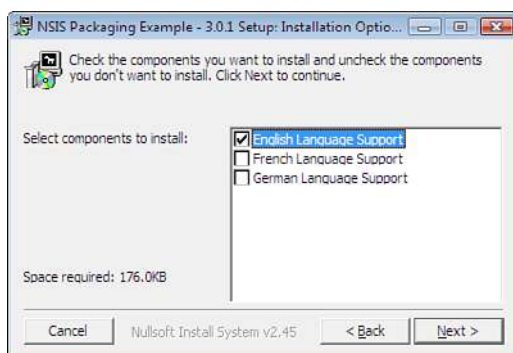 NSIS Packaging Example - 3.0.1 Setup: Installation Optio...
Check the components you want to install and uncheck the components
you don't want to install. Click Next to continue.
Select components to install:
English Language Support
French Language Support
German Language Support
Space required: 176.0KB
Cancel
Nullsoft Install System v2.45
< Back
Next >